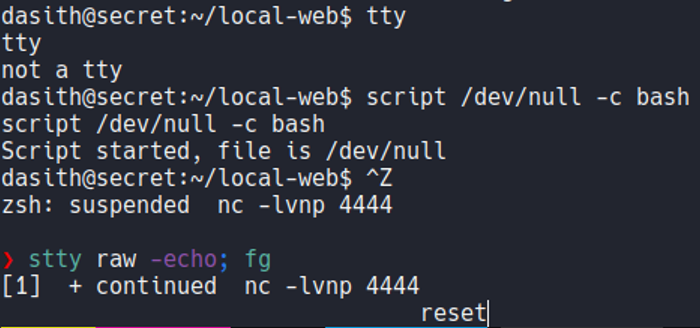 dasith@secret:~/local-web$ tty
tty
not a tty
dasith@secret:~/local-web$ script /dev/null -c bash
script /dev/null -c bash
Script started, file is /dev/null
dasith@secret:~/local-web$ ^Z
zsh: suspended  nc -lvnp 4444
❯ stty raw -echo; fg
[1]  + continued  nc -lvnp 4444
reset